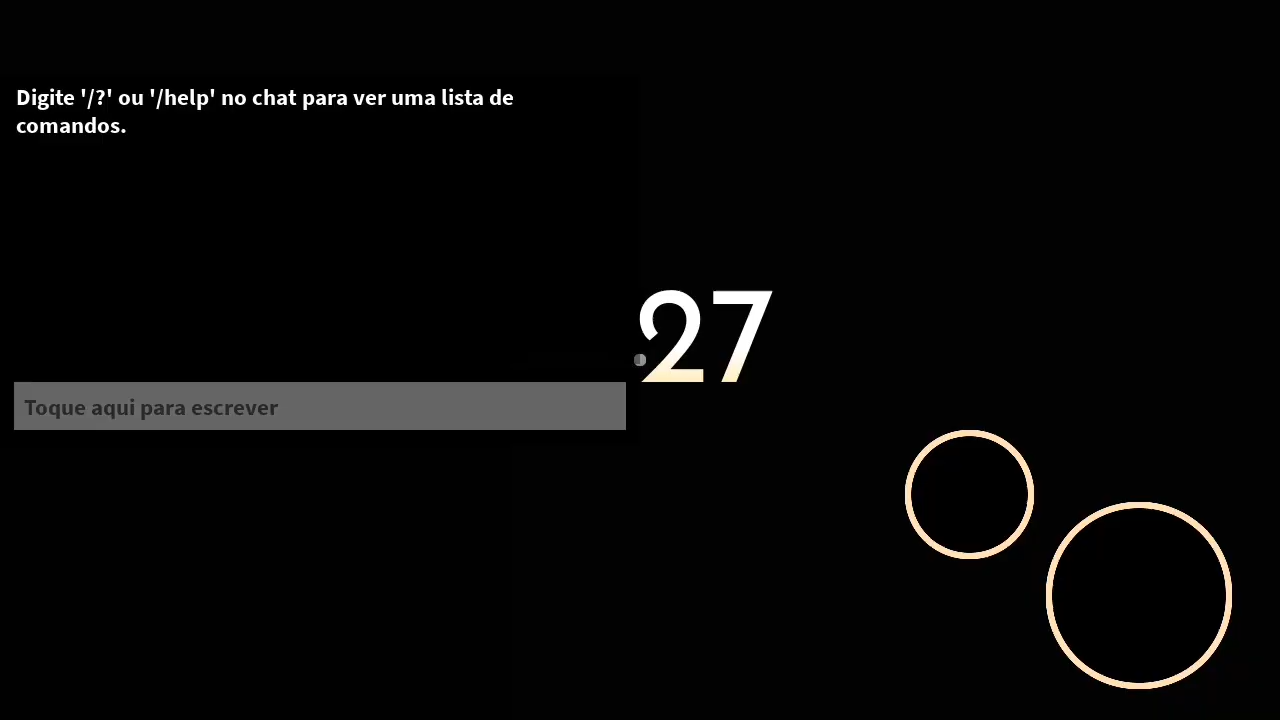 Digite '/?' ou '/help' no chat para ver uma lista de
comandos.
27
Toque aqui para escrever